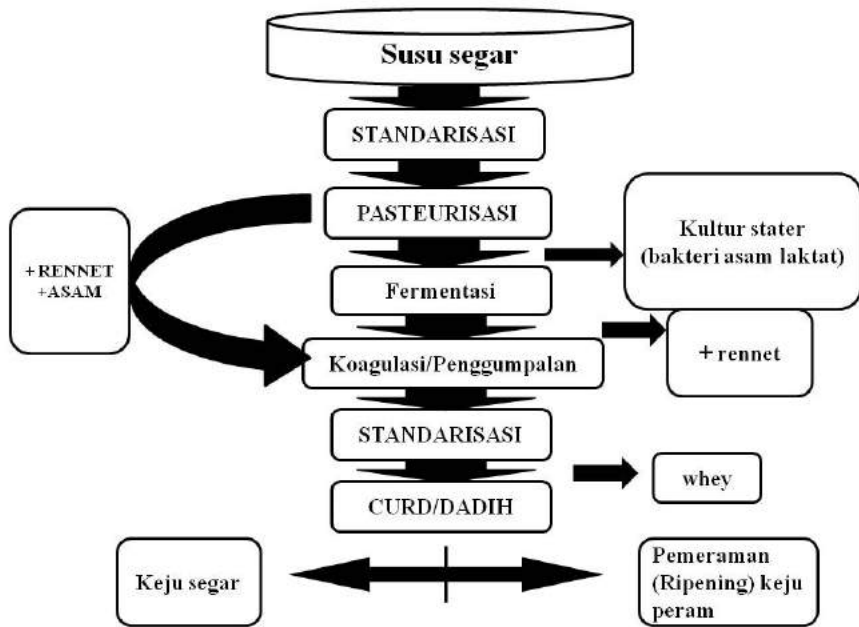 Susu segar
STANDARISASI
PASTEURISASI
+ RENNET
+ASAM
Kultur stater
(bakteri asam laktat)
Fermentasi
+ rennet
Koagulasi/Penggumpalan
STANDARISASI
whey
CURD/DADIH
Keju segar
Pemeraman
(Ripening) keju
peram